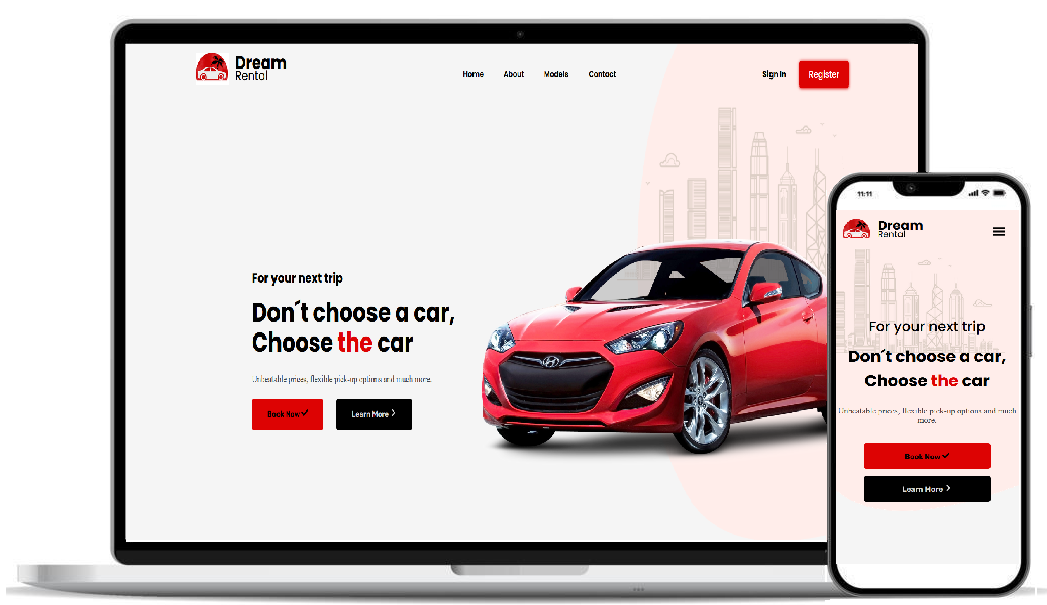 Dream
Rental
Home About Models Contact
Sign In Register
For your next trip
Don´t choose a car,
Choose the car
Unbeatable prices, flexible pick-up options and much more.
Book Now
Learn More
11:11
Dream
Rental
For your next trip
Don´t choose a car,
Choose the car
Unbeatable prices, flexible pick-up options and much
more.
Book Now
Learn More